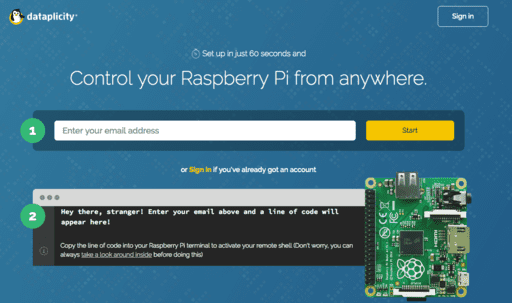 dataplicity
Sign in
Set up in just 60 seconds and
Control your Raspberry Pi from anywhere.
1
Enter your email address
Start
or Sign in if you've already got an account
2
Hey there, stranger! Enter your email above and a line of code will
appear here!
Copy the line of code into your Raspberry Pi terminal to activate your remote shell (Don't worry, you can
always take a look around inside before doing this)